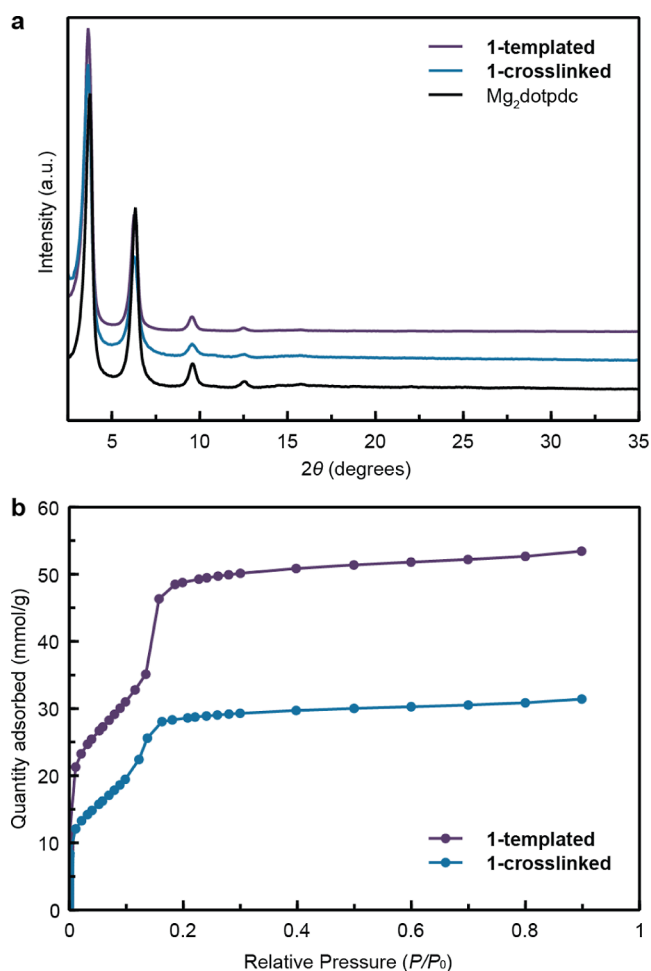 a
1-templated
1-crosslinked
Mg₂dotpdc
Intensity (a.u.)
5 10 15 20 25 30 35
2θ (degrees)
b
60
50
40
30
20
10
0
Quantity adsorbed (mmol/g)
1-templated
1-crosslinked
0 0.2 0.4 0.6 0.8 1
Relative Pressure (P/P₀)